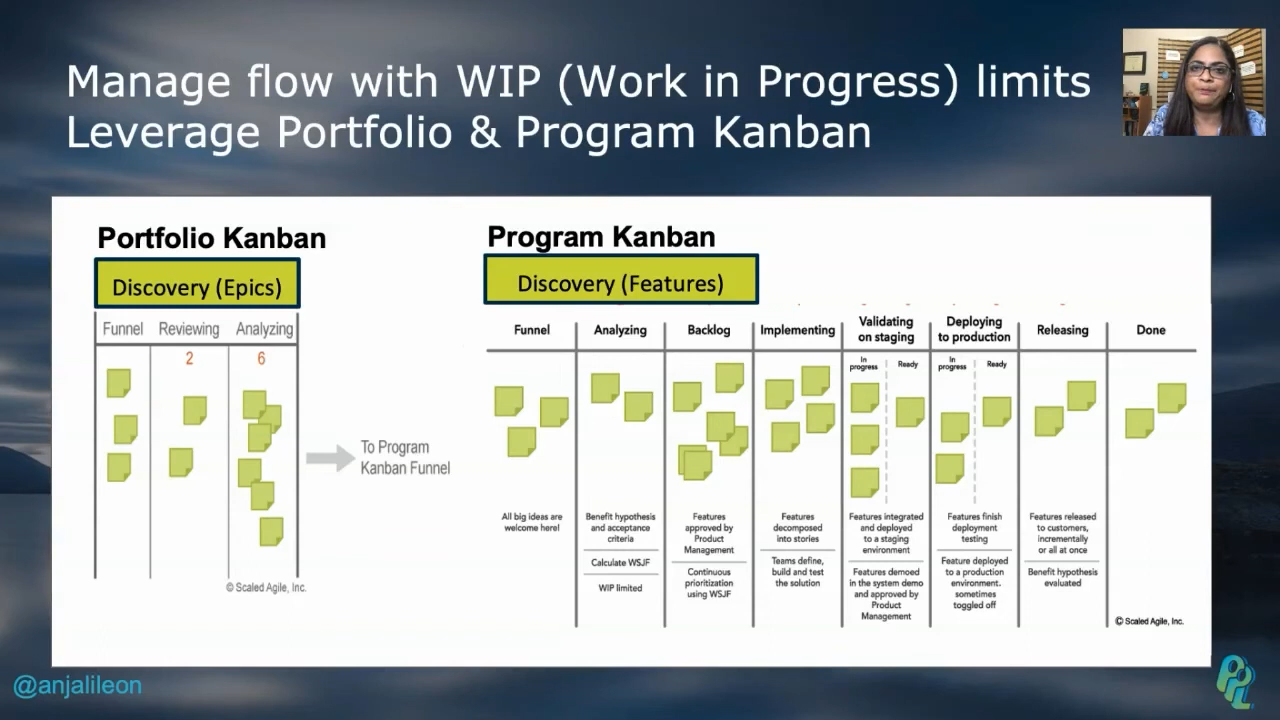 Manage flow with WIP (Work in Progress) limits
Leverage Portfolio & Program Kanban
Portfolio Kanban
Discovery (Epics)
Funnel
Reviewing
Analyzing
2
6
To Program
Kanban Funnel
© Scaled Agile, Inc.
Program Kanban
Discovery (Features)
Funnel
Analyzing
Backlog
Implementing
Validating
on staging
Deploying
to production
Releasing
Done
In
progress
Ready
In
progress
Ready
All big ideas are
welcome here!
Benefit hypothesis
and acceptance
criteria
Calculate WSJF
WIP limited
Features
approved by
Product
Management
Continuous
prioritization
using WSJF
Features
decomposed
into stories
Teams define,
build and test
the solution
Features integrated
and deployed
to a staging
environment
Features demoed
in the system demo
and approved by
Product
Management
Features finish
deployment
testing
Feature deployed
to a production
environment.
sometimes
toggled off
Features released
to customers,
incrementally
or all at once
Benefit hypothesis
evaluated
© Scaled Agile, Inc.
@anjalileon